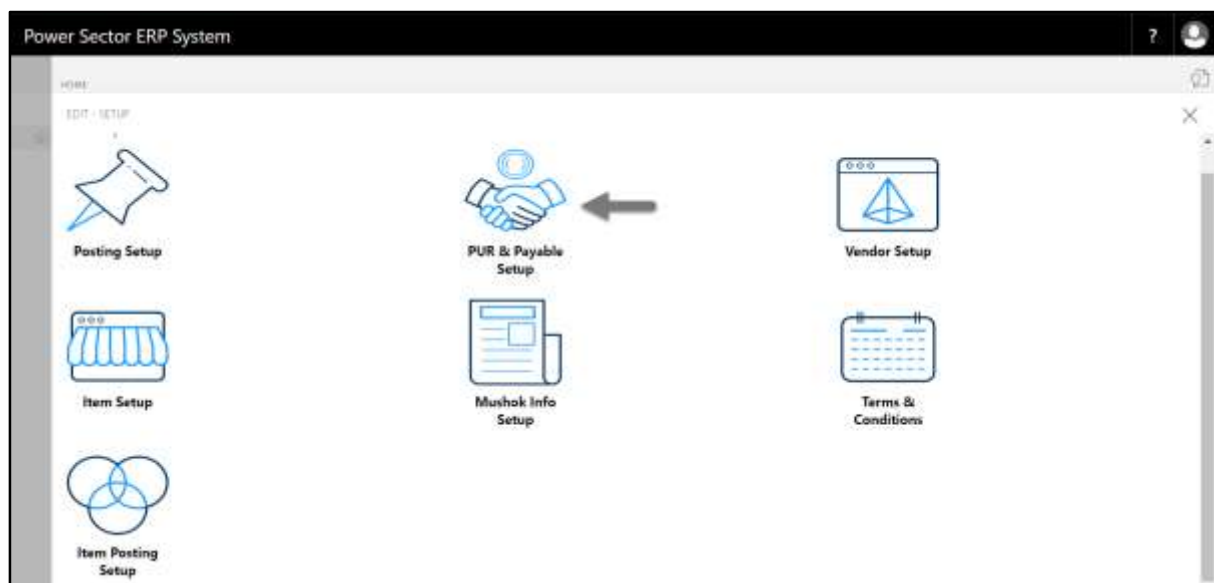 Power Sector ERP System
?
HOME
EDIT - SETUP
Posting Setup
PUR & Payable
Setup
Vendor Setup
Item Setup
Mushok Info
Setup
Terms &
Conditions
Item Posting
Setup